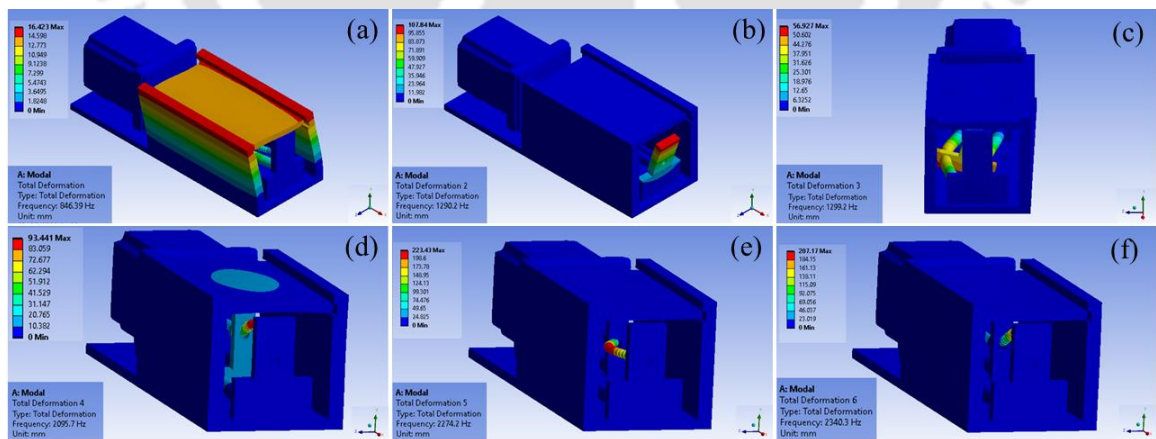 16.423 Max
14.598
12.773
10.949
9.1238
7.299
5.4743
3.6495
1.8248
0 Min
(a)
A: Modal
Total Deformation
Type: Total Deformation
Frequency: 846.39 Hz
Unit: mm
107.84 Max
95.855
83.873
71.891
59.909
47.927
35.946
23.964
11.982
0 Min
(b)
A: Modal
Total Deformation 2
Type: Total Deformation
Frequency: 1290.2 Hz
Unit: mm
56.927 Max
50.602
44.276
37.951
31.626
25.301
18.976
12.65
6.3252
0 Min
(c)
A: Modal
Total Deformation 3
Type: Total Deformation
Frequency: 1299.2 Hz
Unit: mm
93.441 Max
83.059
72.677
62.294
51.912
41.529
31.147
20.765
10.382
0 Min
(d)
A: Modal
Total Deformation 4
Type: Total Deformation
Frequency: 2095.7 Hz
Unit: mm
223.43 Max
198.6
173.78
148.95
124.13
99.301
74.476
49.65
24.825
0 Min
(e)
A: Modal
Total Deformation 5
Type: Total Deformation
Frequency: 2274.2 Hz
Unit: mm
207.17 Max
184.15
161.13
138.11
115.09
92.075
69.056
46.037
23.019
0 Min
(f)
A: Modal
Total Deformation 6
Type: Total Deformation
Frequency: 2340.3 Hz
Unit: mm